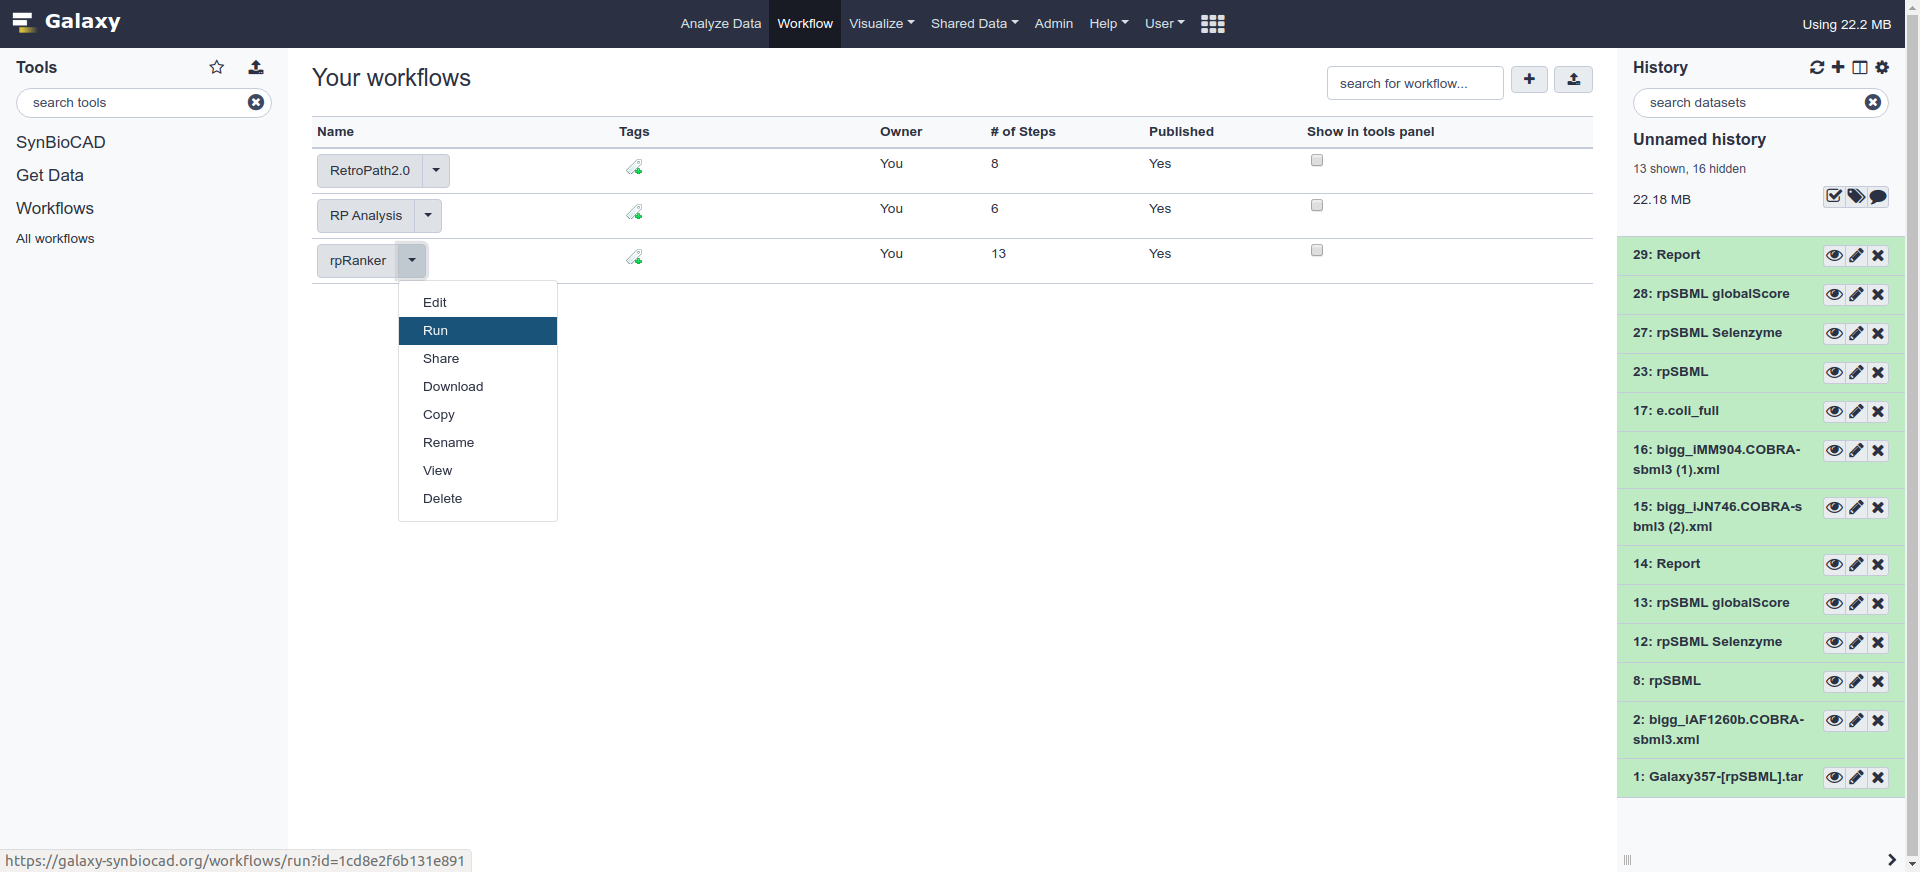 Galaxy
Analyze Data Workflow Visualize Shared Data Admin Help User
Using 22.2 MB
Tools
search tools
SynBioCAD
Get Data
Workflows
All workflows
Your workflows
search for workflow...
Name Tags Owner # of Steps Published Show in tools panel
RetroPath2.0 You 8 Yes
RP Analysis You 6 Yes
rpRanker You 13 Yes
Edit
Run
Share
Download
Copy
Rename
View
Delete
History
search datasets
Unnamed history
13 shown, 16 hidden
22.18 MB
29: Report
28: rpSBML globalScore
27: rpSBML Selenzyme
23: rpSBML
17: e.coli_full
16: bigg_iMM904.COBRA-
sbml3 (1).xml
15: bigg_iJN746.COBRA-s
bml3 (2).xml
14: Report
13: rpSBML globalScore
12: rpSBML Selenzyme
8: rpSBML
2: bigg_iAF1260b.COBRA-
sbml3.xml
1: Galaxy357-[rpSBML].tar
https://galaxy-synbiocad.org/workflows/run?id=1cd8e2f6b131e891